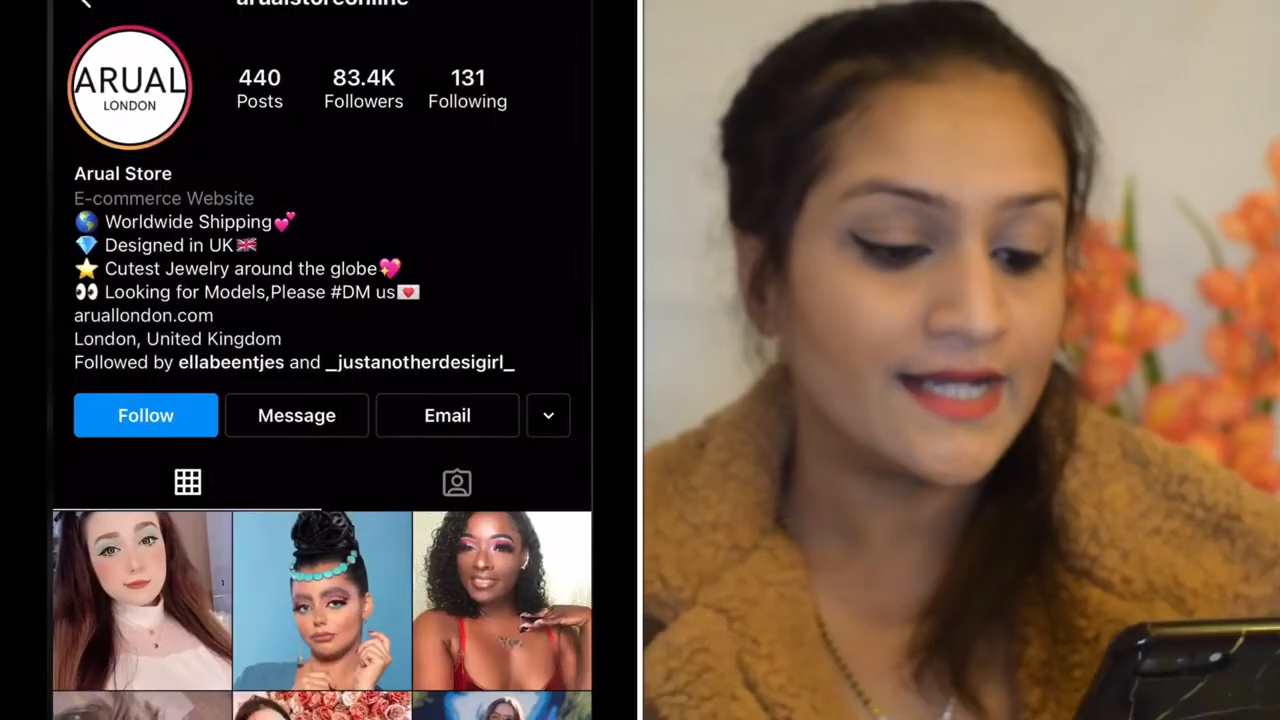 arualstoreonline
ARUAL
LONDON
440
Posts
83.4K
Followers
131
Following
Arual Store
E-commerce Website
🌎 Worldwide Shipping💕
💎 Designed in UK🇬🇧
⭐ Cutest Jewelry around the globe💖
👀 Looking for Models,Please #DM us💌
aruallondon.com
London, United Kingdom
Followed by ellabeentjes and _justanotherdesigirl_
Follow
Message
Email